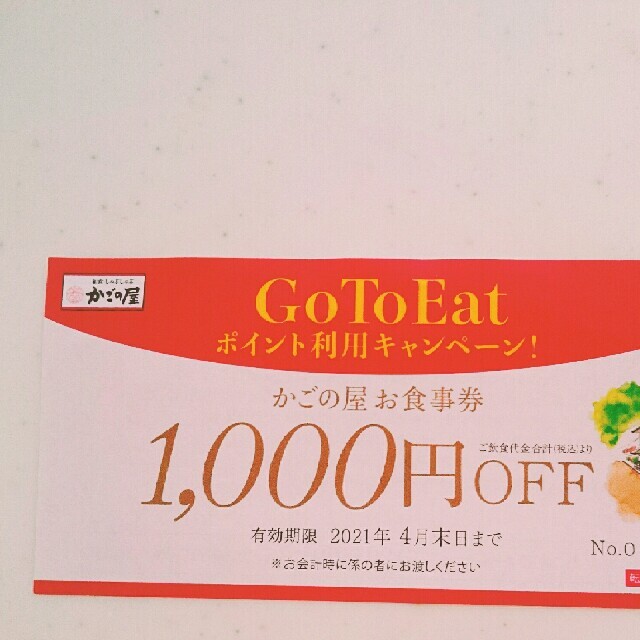 かごの屋
GoToEat
ポイント利用キャンペーン!
かごの屋 お食事券
ご飲食代金合計(税込)より
1,000円OFF
有効期限 2021年 4月末日まで
※お会計時に係の者にお渡しください
No.0